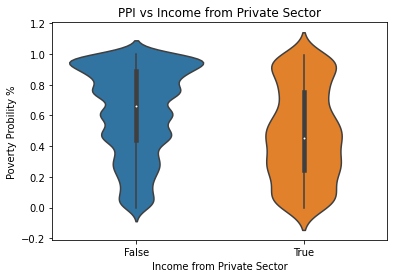 PPI vs Income from Private Sector
1.2
1.0
0.8
0.6
0.4
0.2
0.0
−0.2
Poverty Probility %
False
True
Income from Private Sector